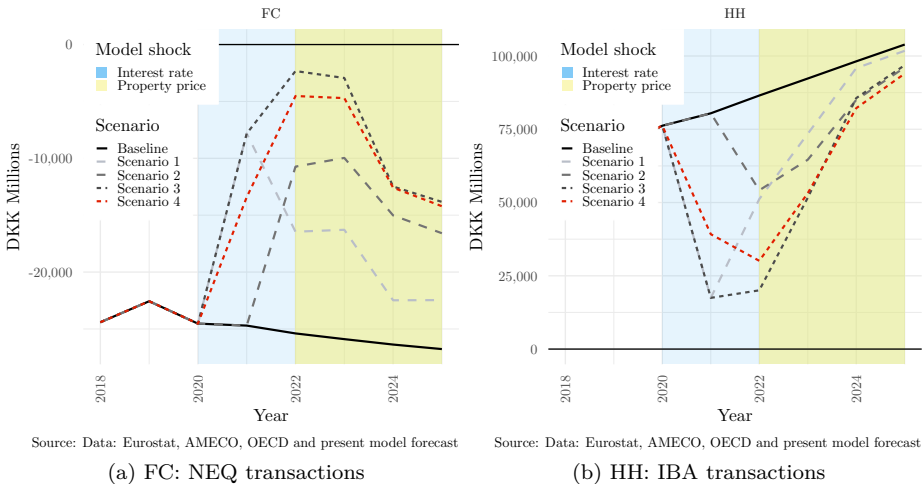 FC
0
-10,000
-20,000
DKK Millions
Model shock
Interest rate
Property price
Scenario
Baseline
Scenario 1
Scenario 2
Scenario 3
Scenario 4
2018
2020
2022
2024
Year
Source: Data: Eurostat, AMECO, OECD and present model forecast
(a) FC: NEQ transactions
HH
100,000
75,000
50,000
25,000
0
DKK Millions
Model shock
Interest rate
Property price
Scenario
Baseline
Scenario 1
Scenario 2
Scenario 3
Scenario 4
2018
2020
2022
2024
Year
Source: Data: Eurostat, AMECO, OECD and present model forecast
(b) HH: IBA transactions